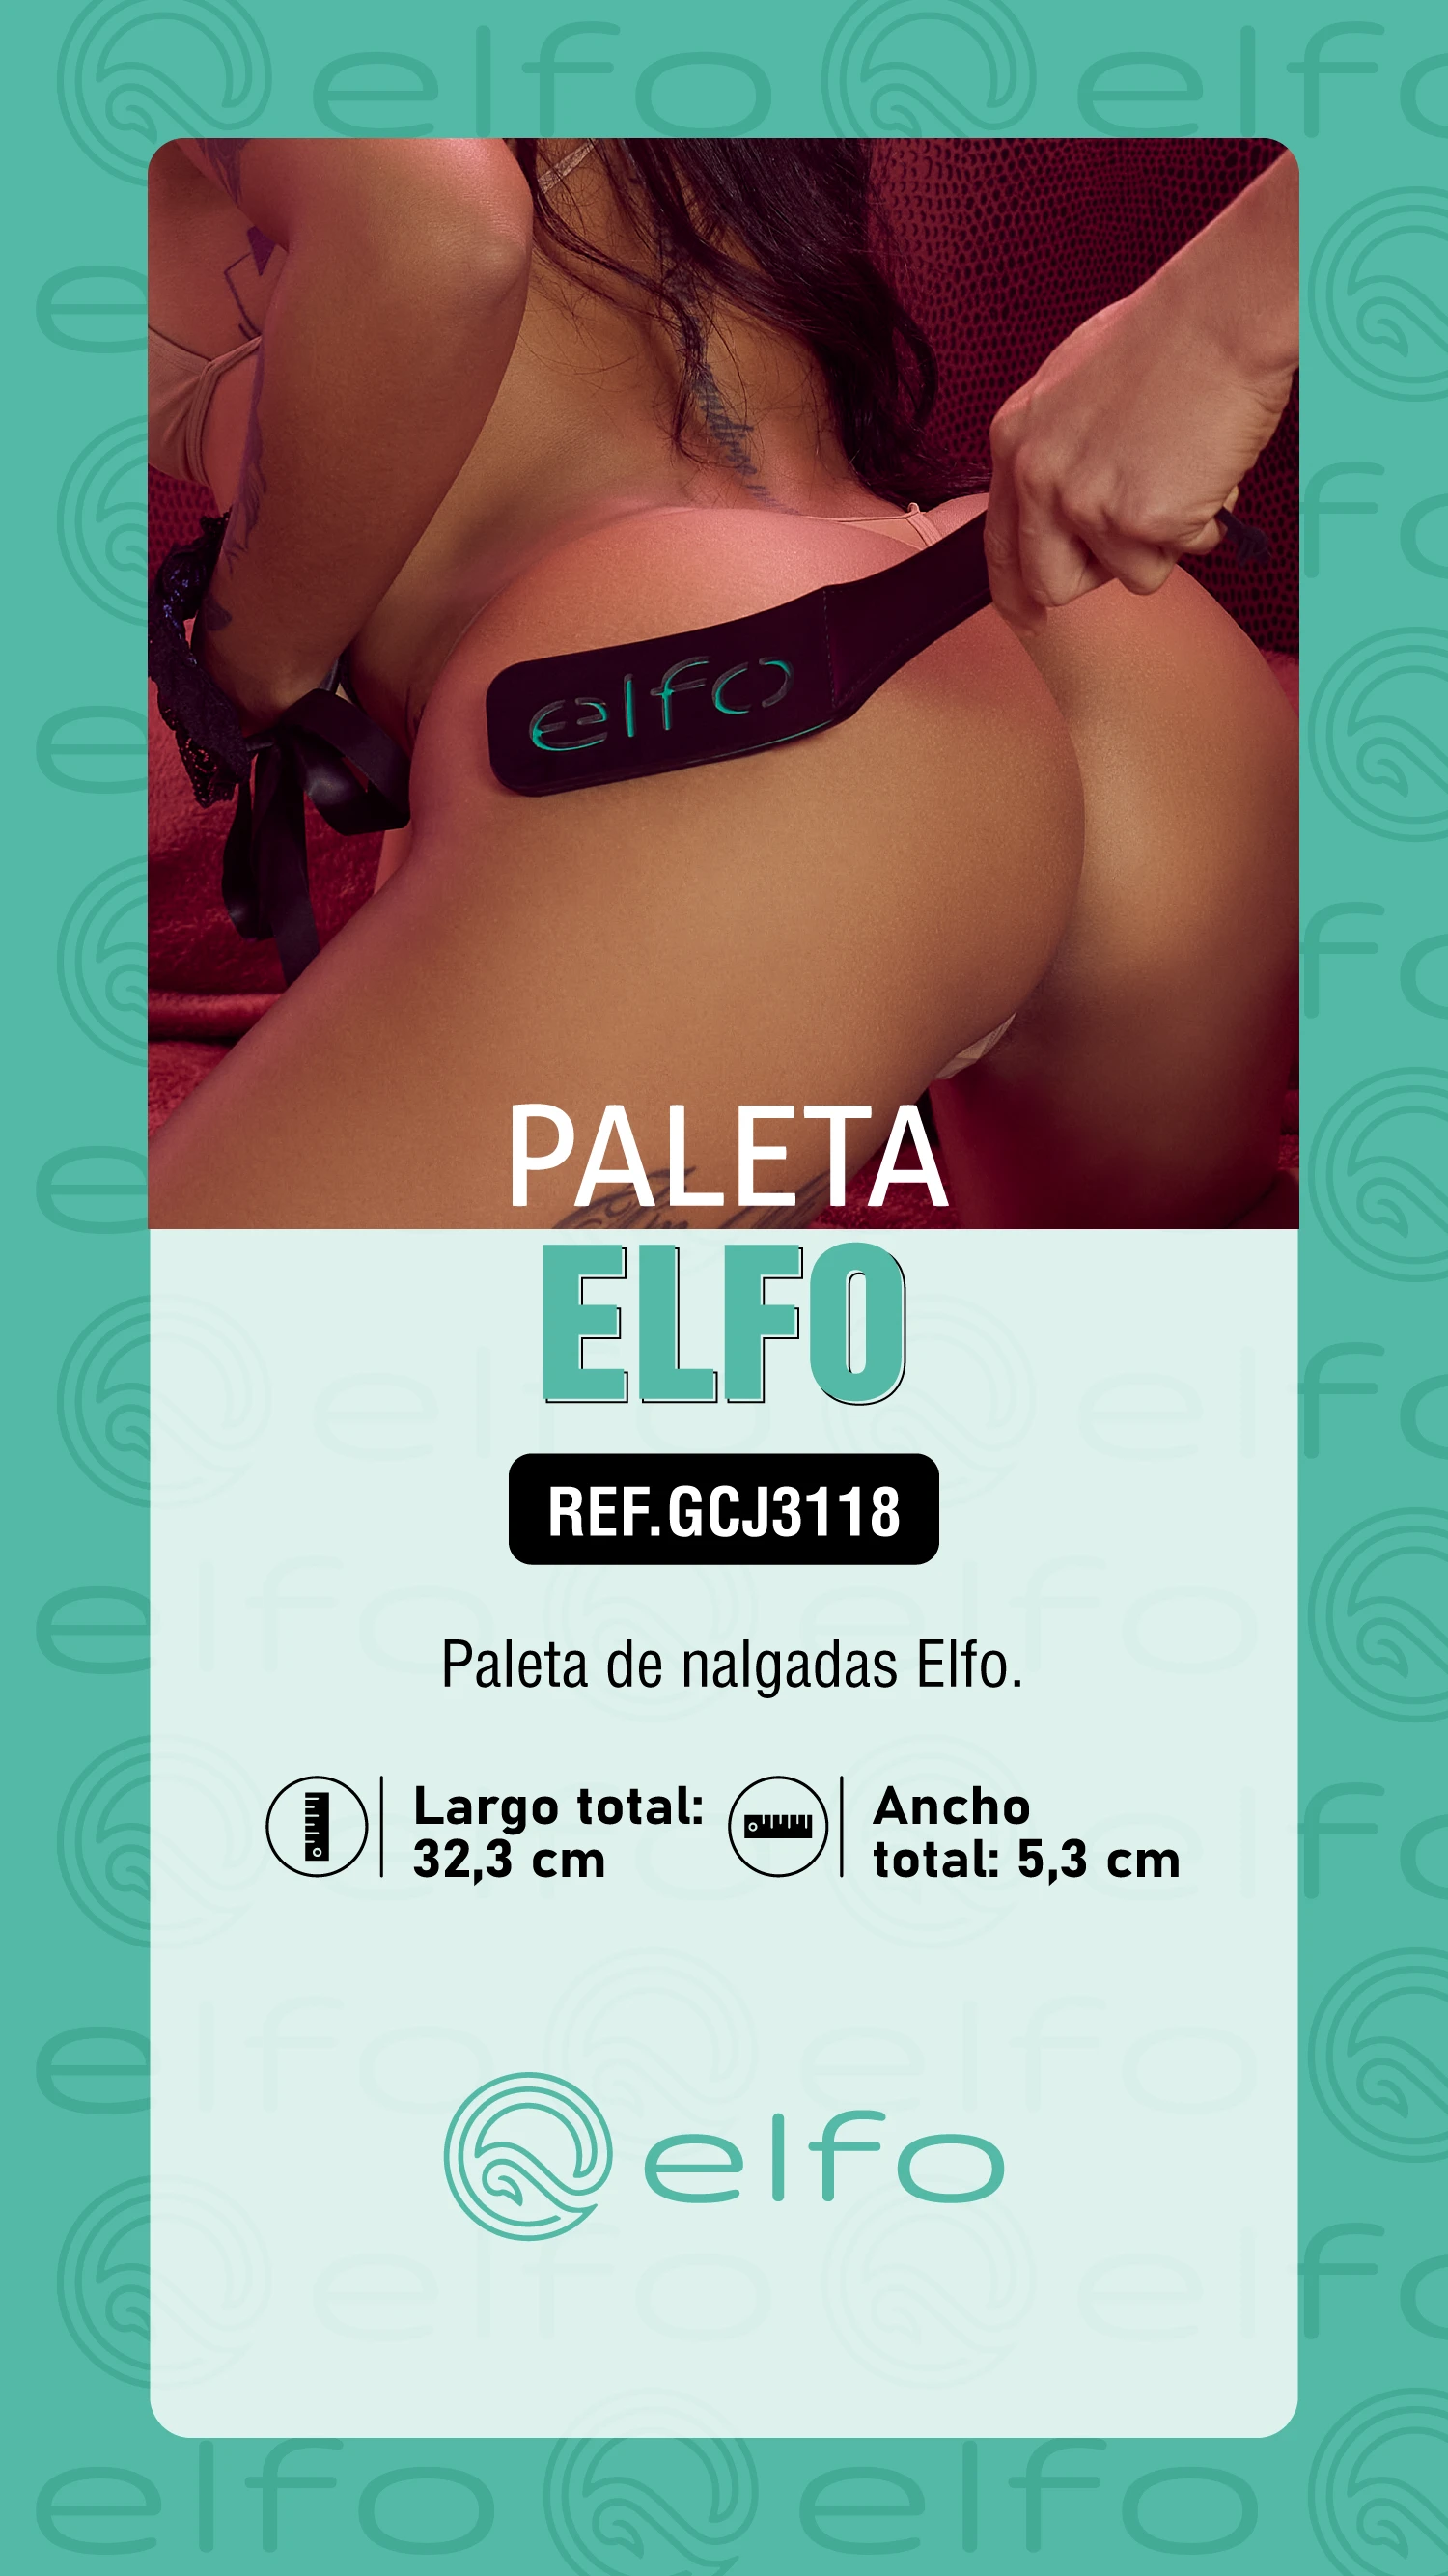 elfo
PALETA
ELFO
REF.GCJ3118
Paleta de nalgadas Elfo.
Largo total:
32,3 cm
Ancho
total: 5,3 cm
elfo